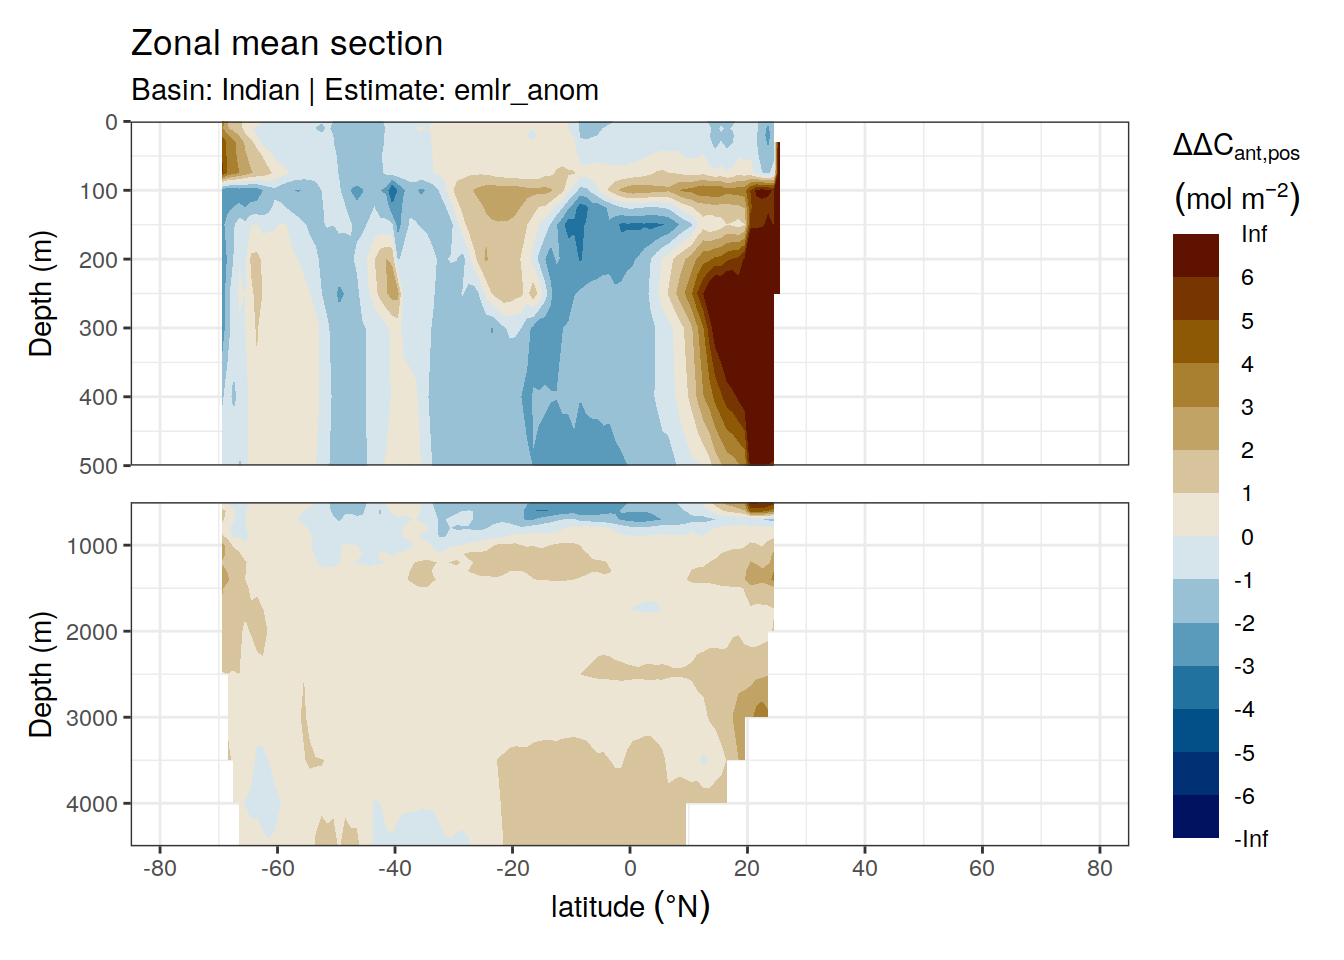 Zonal mean section
Basin: Indian | Estimate: emlr_anom
0
100
200
300
400
500
Depth (m)
1000
2000
3000
4000
Depth (m)
-80 -60 -40 -20 0 20 40 60 80
latitude (°N)
ΔΔCant,pos
(mol m−2)
Inf
6
5
4
3
2
1
0
-1
-2
-3
-4
-5
-6
-Inf